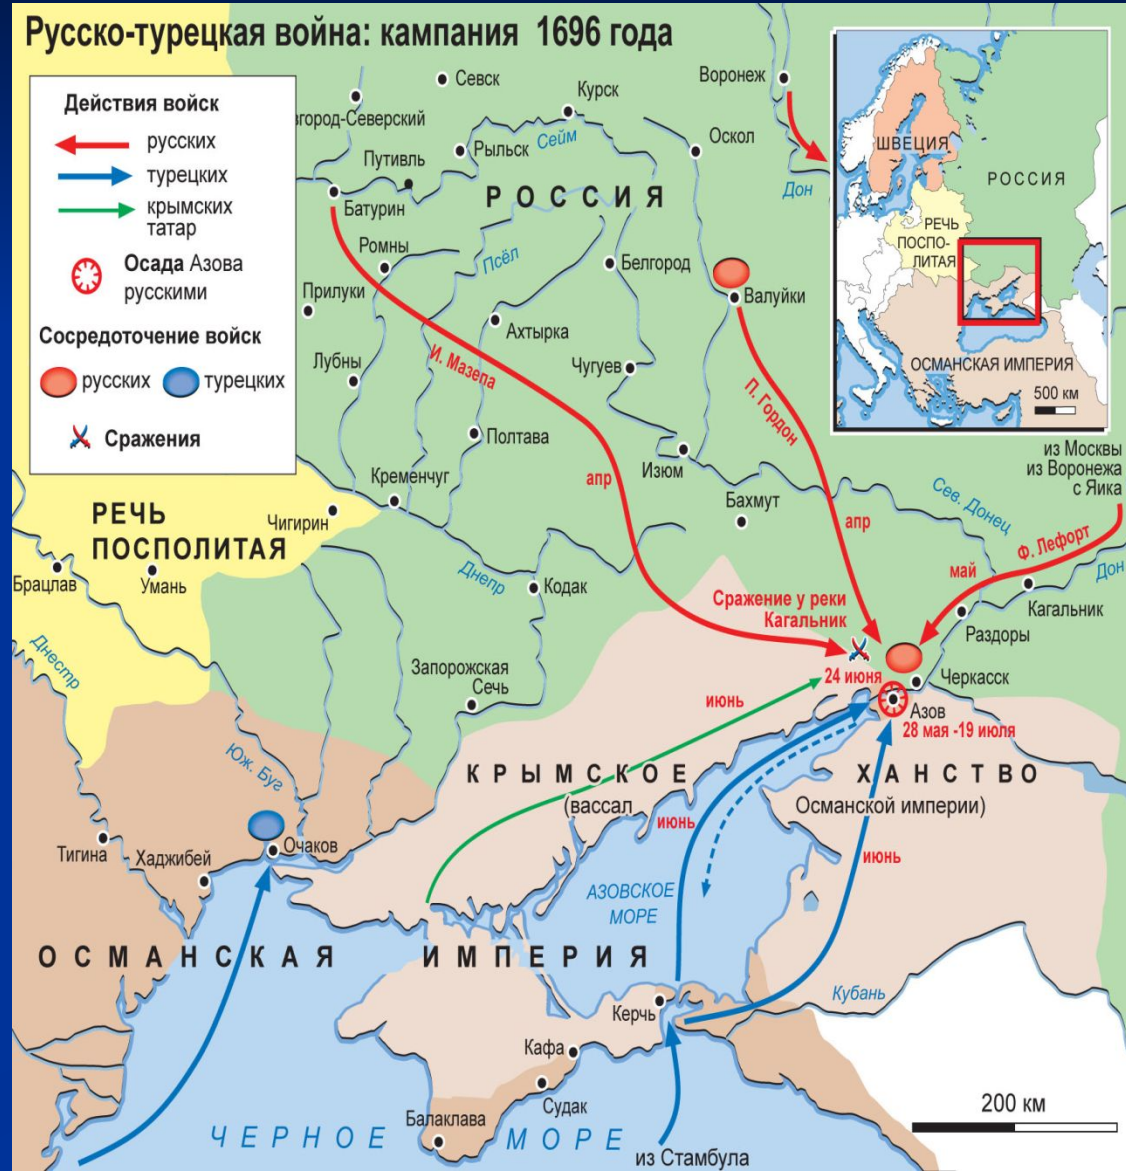 Русско-турецкая война: кампания 1696 года
Действия войск
русских
турецких
крымских
татар
Осада Азова
русскими
Сосредоточение войск
русских
турецких
Сражения
Севск
Воронеж
згород-Северский
Курск
Оскол
Сейм
Рыльск
Путивль
Дон
Батурин
РОССИЯ
Ромны
Псёл
Белгород
Валуйки
Прилуки
Ахтырка
И. Мазепа
Лубны
Чугуев
П. Гордон
Полтава
Изюм
Кременчуг
апр
Бахмут
Сев. Донец
апр
ШВЕЦИЯ
РОССИЯ
РЕЧЬ
ПОСПО-
ЛИТАЯ
ОСМАНСКАЯ ИМПЕРИЯ
500 км
из Москвы
из Воронежа
с Яика
Ф. Лефорт
май
Дон
Кагальник
Раздоры
РЕЧЬ
ПОСПОЛИТАЯ
Чигирин
Брацлав
Умань
Днепр
Кодак
Сражение у реки
Кагальник
Днестр
Запорожская
Сечь
24 июня
Черкасск
июнь
Азов
28 мая -19 июля
Юж. Буг
КРЫМСКОЕ
ХАНСТВО
(вассал
Османской империи)
июнь
июнь
Тигина
Хаджибей
Очаков
АЗОВСКОЕ
МОРЕ
ОСМАНСКАЯ
ИМПЕРИЯ
Керчь
Кубань
Кафа
Судак
Балаклава
200 км
ЧЕРНОЕ
МОРЕ
из Стамбула